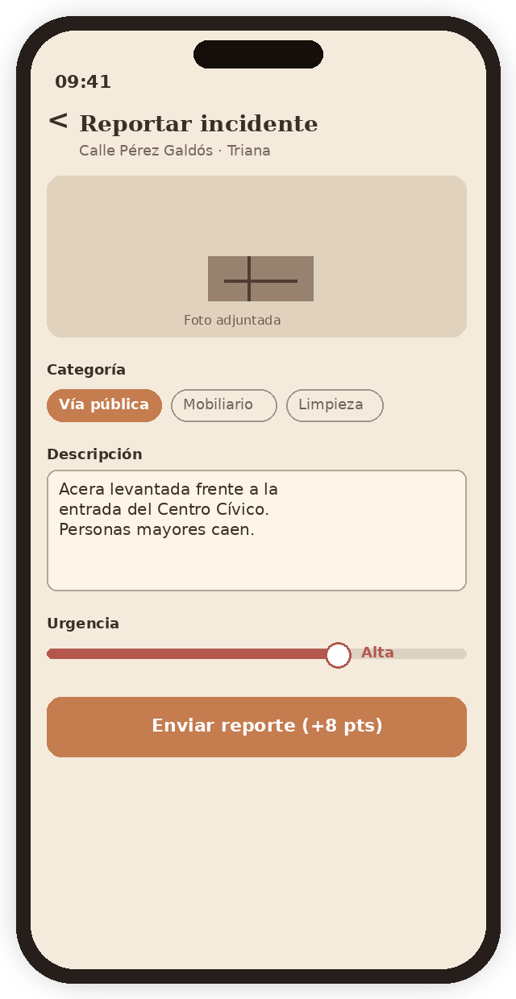 09:41
< Reportar incidente
Calle Pérez Galdós · Triana
Foto adjuntada
Categoría
Vía pública Mobiliario Limpieza
Descripción
Acera levantada frente a la
entrada del Centro Cívico.
Personas mayores caen.
Urgencia
Alta
Enviar reporte (+8 pts)